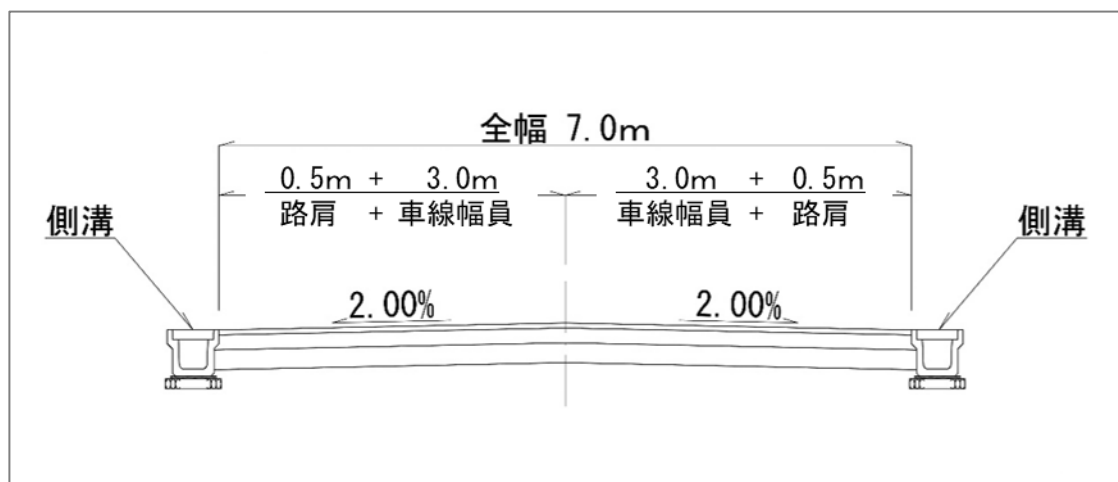 全幅 7.0m
0.5m + 3.0m
路肩 + 車線幅員
3.0m + 0.5m
車線幅員 + 路肩
側溝
側溝
2.00%
2.00%